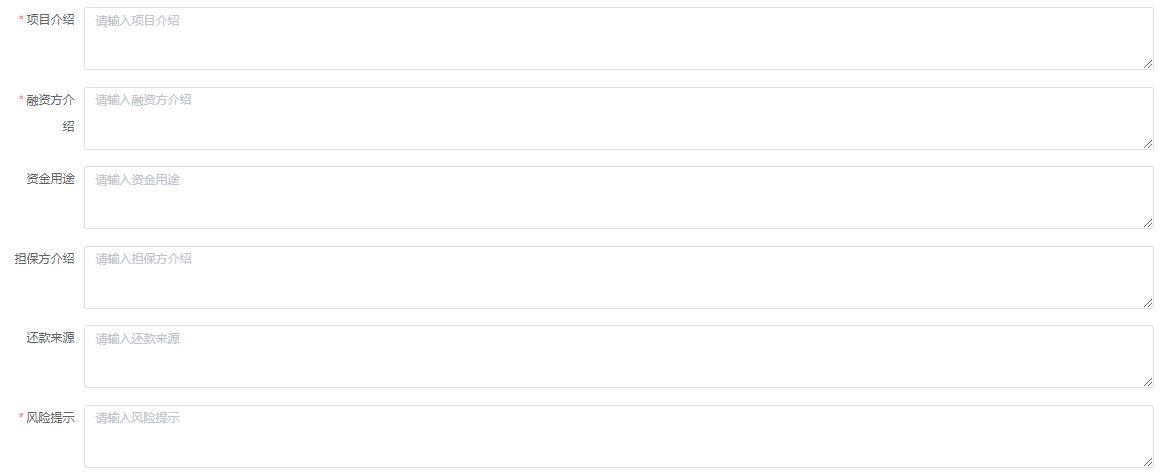 * 项目介绍 请输入项目介绍
* 融资方介 请输入融资方介绍
绍
资金用途 请输入资金用途
担保方介绍 请输入担保方介绍
还款来源 请输入还款来源
* 风险提示 请输入风险提示